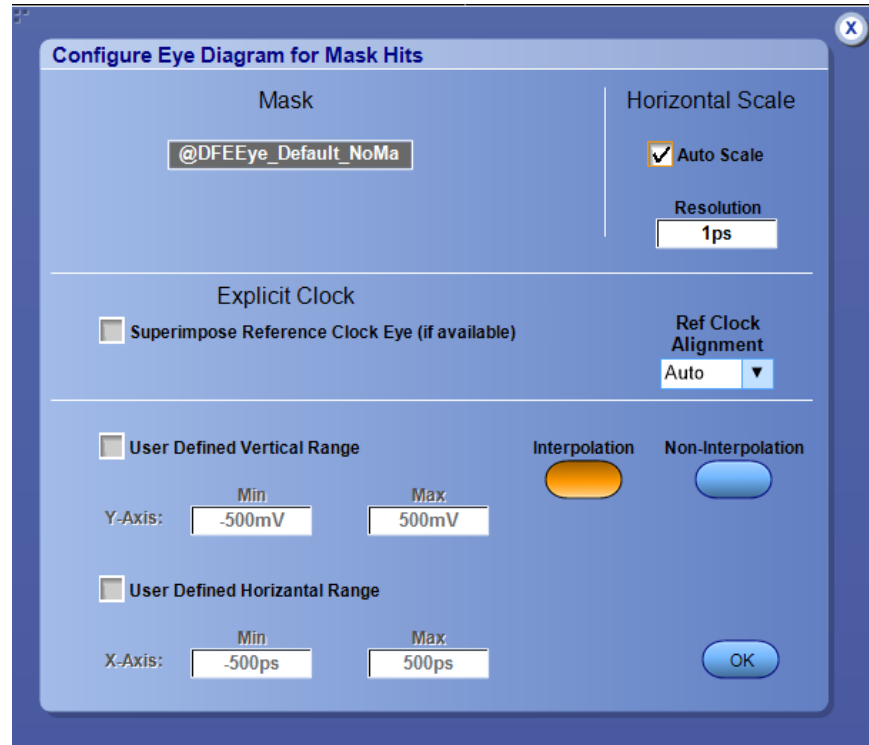 X
Configure Eye Diagram for Mask Hits
Mask
Horizontal Scale
@DFEEye_Default_NoMa
Auto Scale
Resolution
1ps
Explicit Clock
Superimpose Reference Clock Eye (if available)
Ref Clock
Alignment
Auto
User Defined Vertical Range
Interpolation
Non-Interpolation
Min
Max
Y-Axis:
-500mV
500mV
User Defined Horizantal Range
Min
Max
X-Axis:
-500ps
500ps
OK